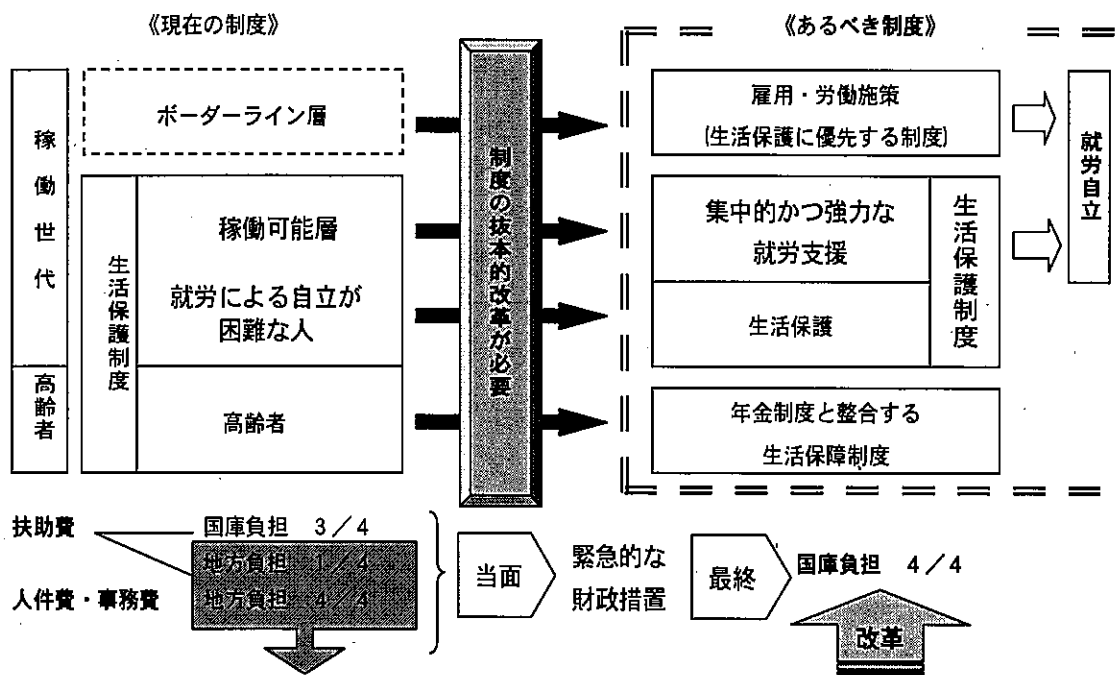 《現在の制度》
《あるべき制度》
稼働世代
高齢者
ボーダーライン層
生活保護制度
稼働可能層
就労による自立が
困難な人
高齢者
制度の抜本的改革が必要
雇用・労働施策
(生活保護に優先する制度)
集中的かつ強力な
就労支援
生活保護
生活保護制度
年金制度と整合する
生活保障制度
就労自立
扶助費
国庫負担 3/4
地方負担 1/4
人件費・事務費
地方負担 4/4
当面
緊急的な
財政措置
最終
国庫負担 4/4
改革